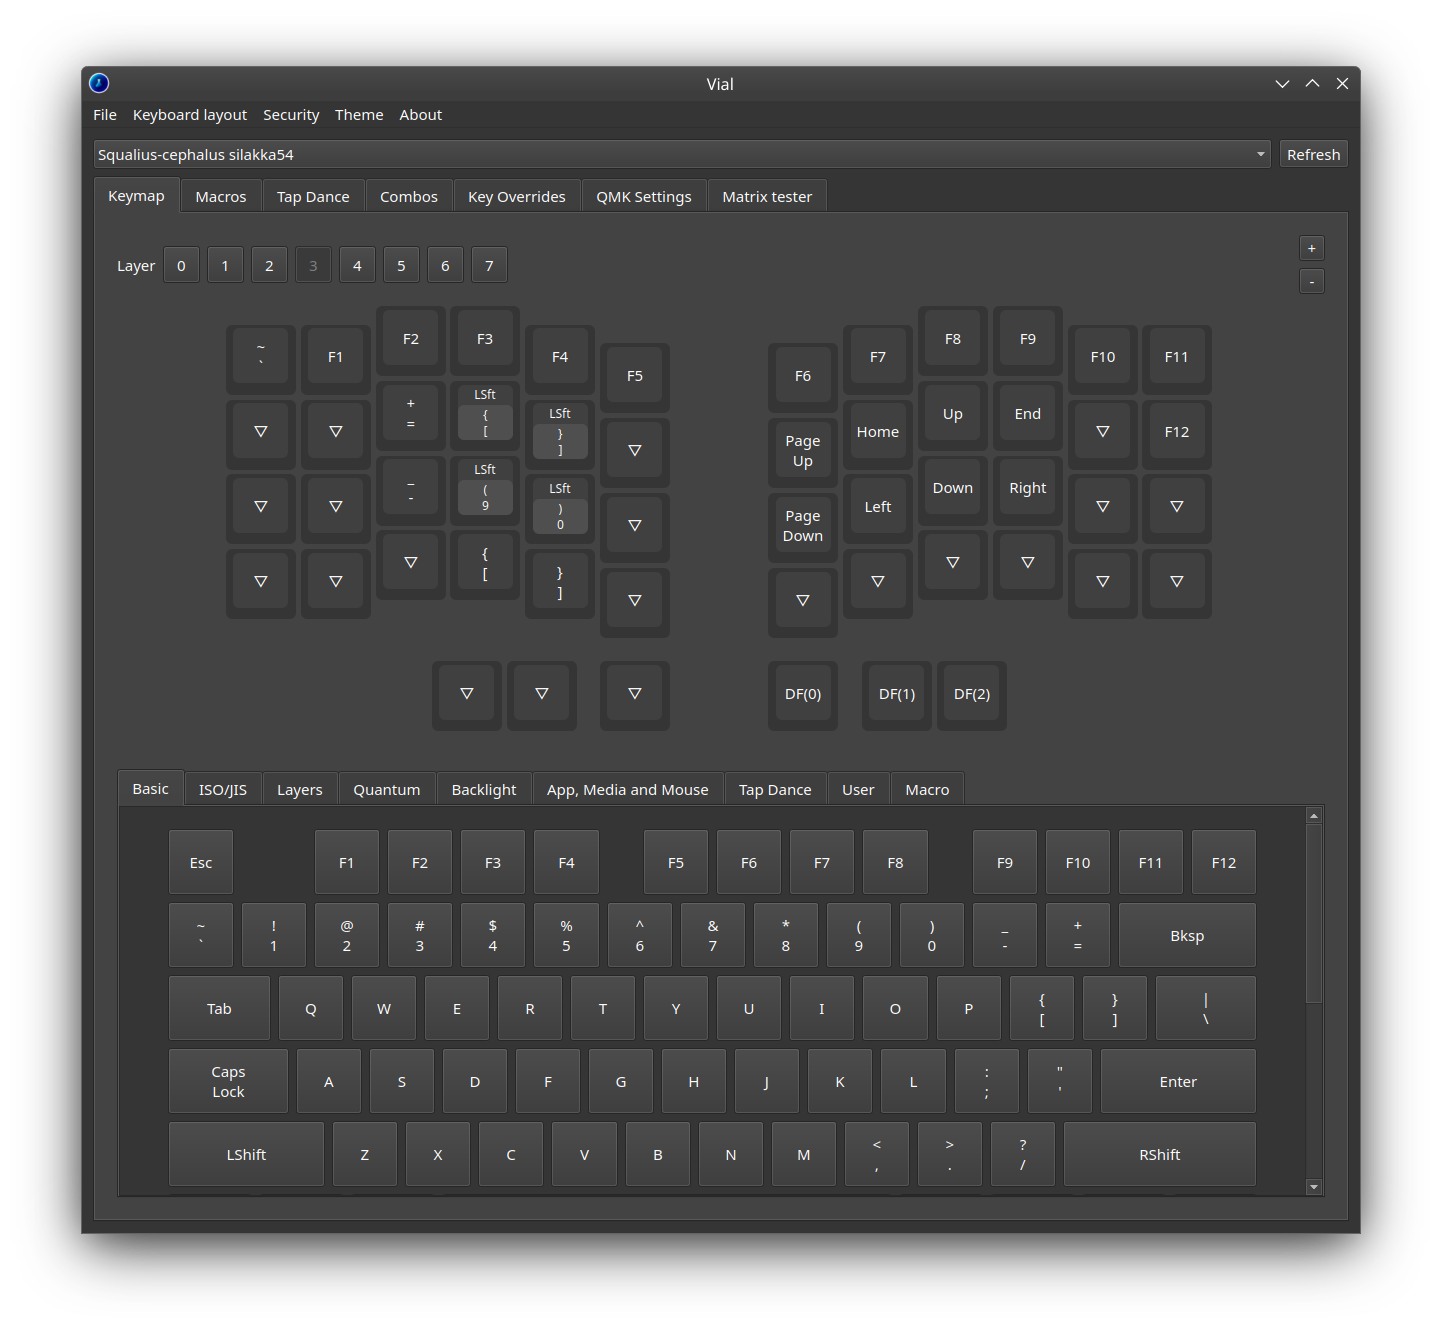 Vial
File Keyboard layout Security Theme About
Squalius-cephalus silakka54 Refresh
Keymap Macros Tap Dance Combos Key Overrides QMK Settings Matrix tester
+
Layer 0 1 2 3 4 5 6 7
-
~ ` F1 F2 F3 F4 F5 F6 F7 F8 F9 F10 F11
▽ ▽ + = LSft { [ LSft } ] ▽ Page Up Home Up End ▽ F12
▽ ▽ _ - LSft ( 9 LSft ) 0 ▽ Page Down Left Down Right ▽ ▽
▽ ▽ ▽ { [ } ] ▽ ▽ ▽ ▽ ▽ ▽ ▽
▽ ▽ ▽ DF(0) DF(1) DF(2)
Basic ISO/JIS Layers Quantum Backlight App, Media and Mouse Tap Dance User Macro
Esc F1 F2 F3 F4 F5 F6 F7 F8 F9 F10 F11 F12
~ ! @ # $ % ^ & * ( ) _ +
` 1 2 3 4 5 6 7 8 9 0 - = Bksp
Tab Q W E R T Y U I O P { [ } ] | \
Caps Lock A S D F G H J K L : ; " ' Enter
LShift Z X C V B N M < , > . ? / RShift